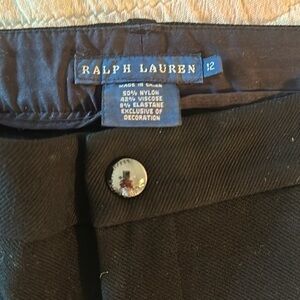 RALPH LAUREN 12
MADE IN CHINA
50% NYLON
42% VISCOSE
8% ELASTANE
EXCLUSIVE OF
DECORATION